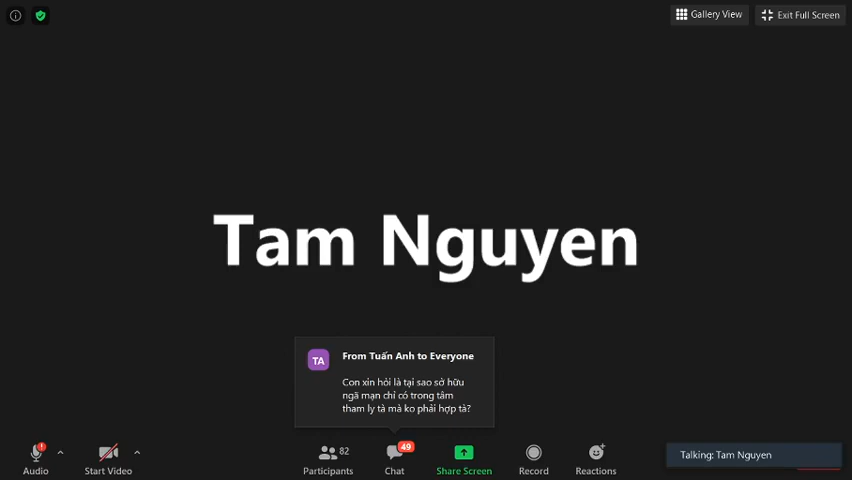 Gallery View
Exit Full Screen
Tam Nguyen
TA
From Tuấn Anh to Everyone
Con xin hỏi là tại sao sở hữu
ngã mạn chỉ có trong tâm
tham ly tà mà ko phải hợp tà?
82
49
Audio
Start Video
Participants
Chat
Share Screen
Record
Reactions
Talking: Tam Nguyen